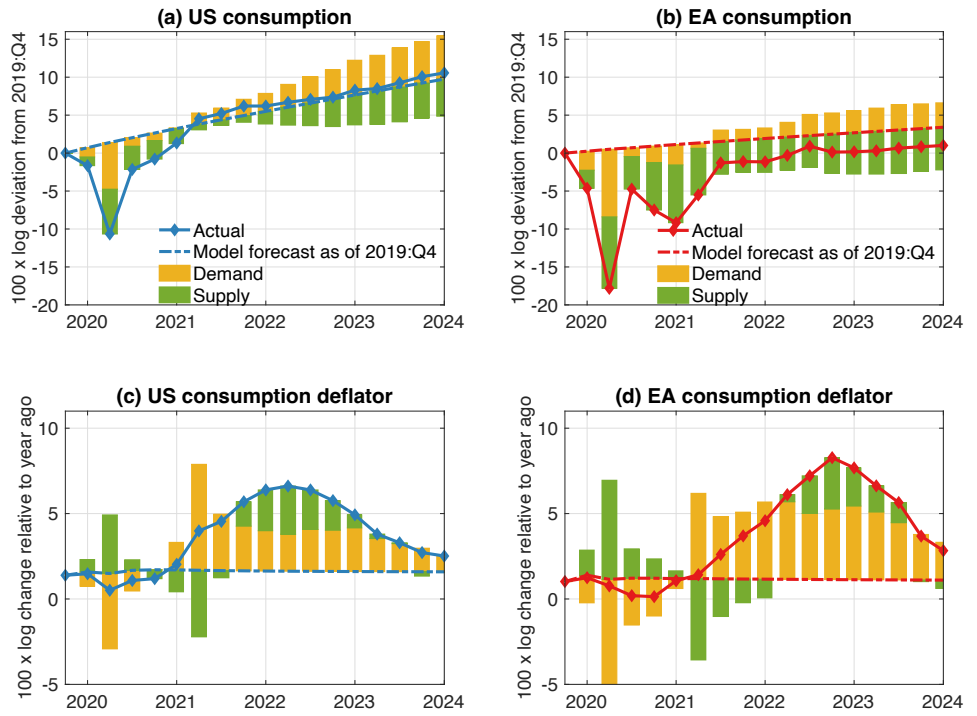 (a) US consumption
100 x log deviation from 2019:Q4
15
10
5
0
-5
-10
-15
-20
Actual
Model forecast as of 2019:Q4
Demand
Supply
2020 2021 2022 2023 2024
(b) EA consumption
100 x log deviation from 2019:Q4
15
10
5
0
-5
-10
-15
-20
Actual
Model forecast as of 2019:Q4
Demand
Supply
2020 2021 2022 2023 2024
(c) US consumption deflator
100 x log change relative to year ago
10
5
0
-5
2020 2021 2022 2023 2024
(d) EA consumption deflator
100 x log change relative to year ago
10
5
0
-5
2020 2021 2022 2023 2024